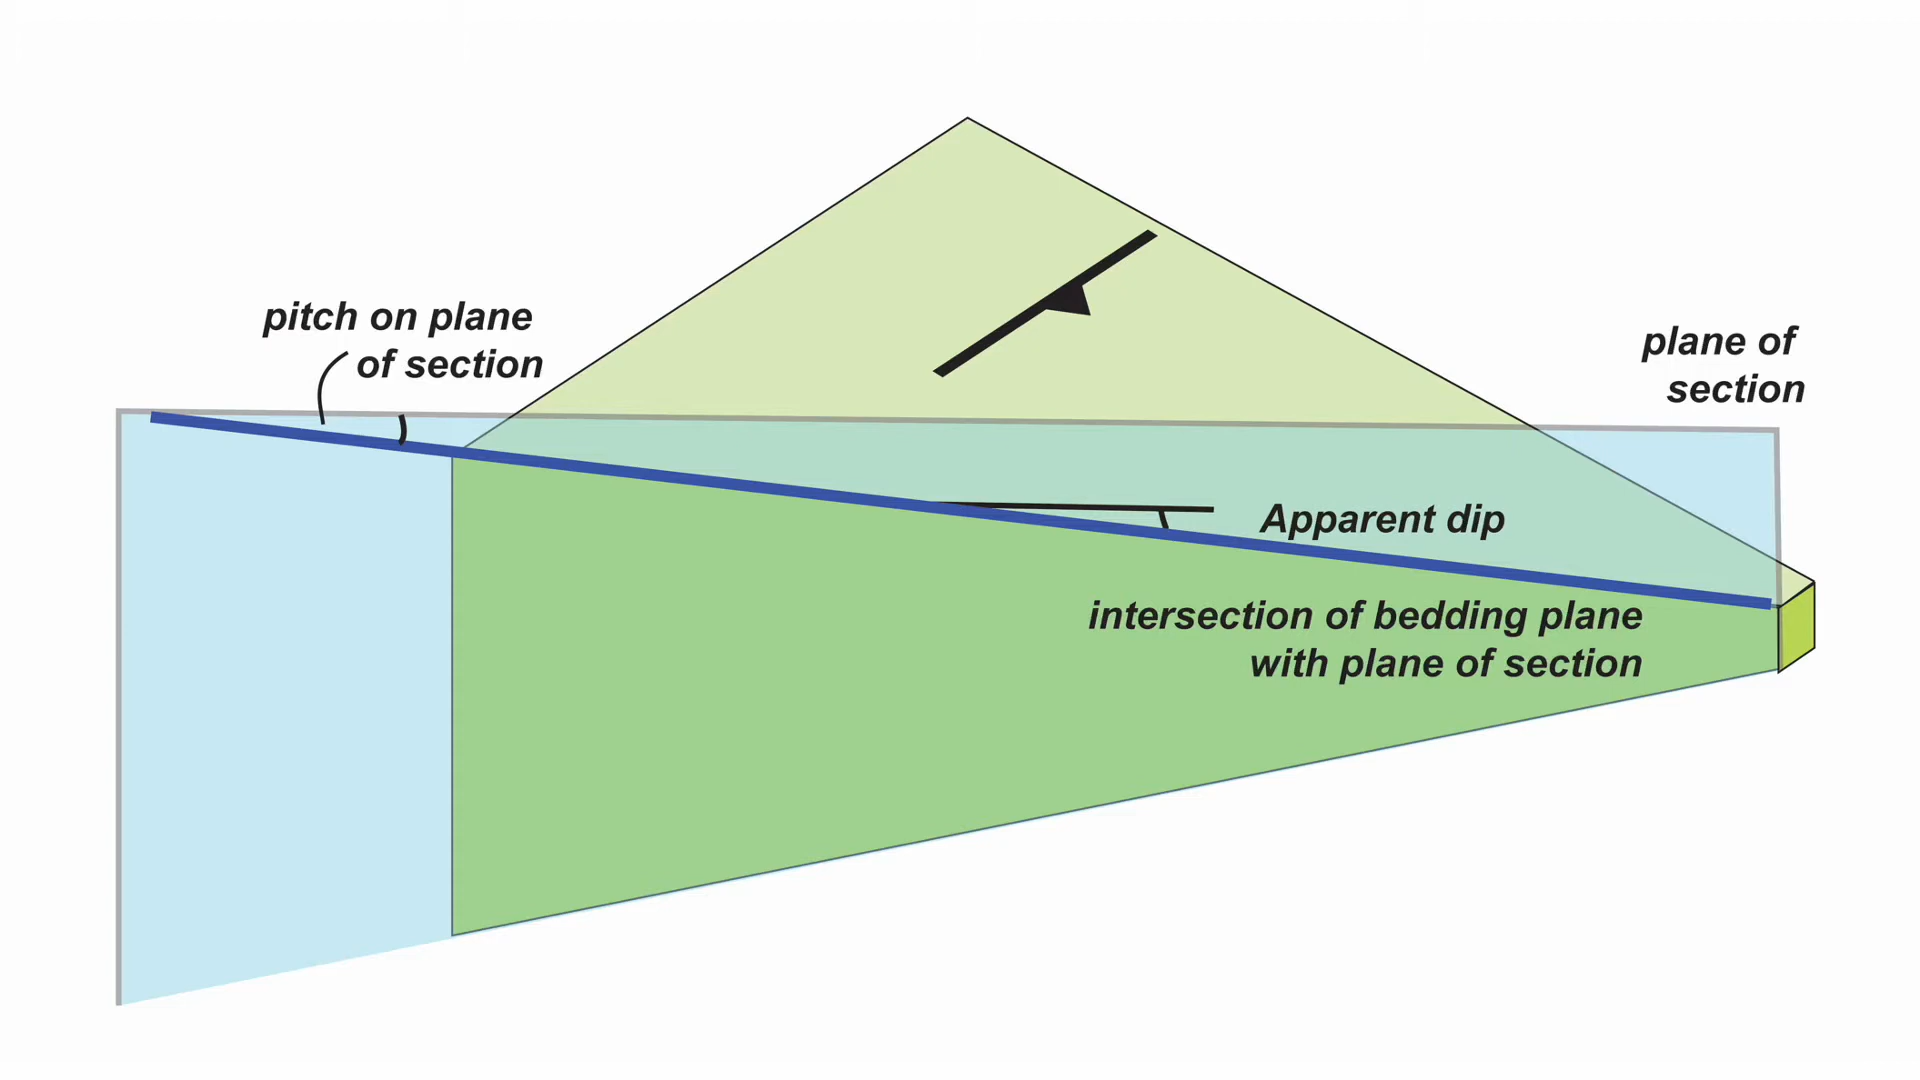 pitch on plane
of section
plane of
section
Apparent dip
intersection of bedding plane
with plane of section